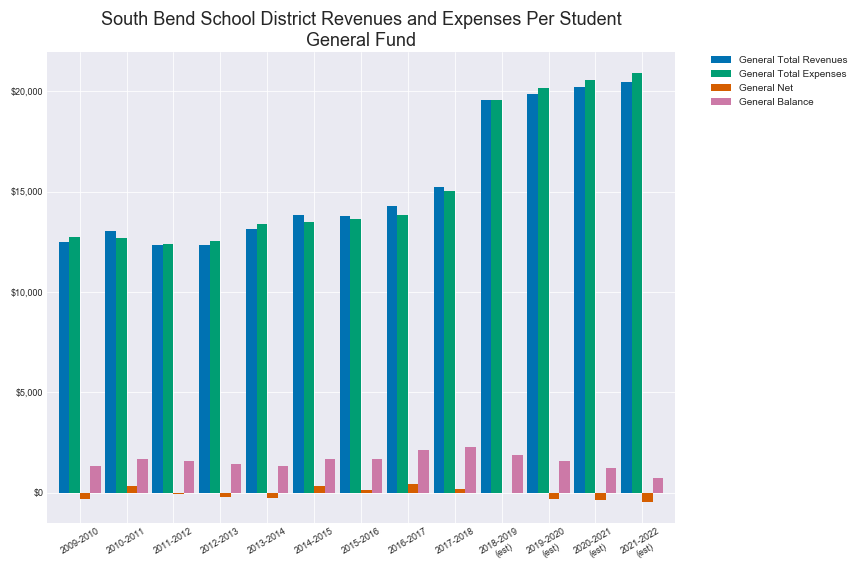 South Bend School District Revenues and Expenses Per Student
General Fund
General Total Revenues
General Total Expenses
General Net
General Balance
$20,000
$15,000
$10,000
$5,000
$0
2009-2010
2010-2011
2011-2012
2012-2013
2013-2014
2014-2015
2015-2016
2016-2017
2017-2018
2018-2019
(est)
2019-2020
(est)
2020-2021
(est)
2021-2022
(est)